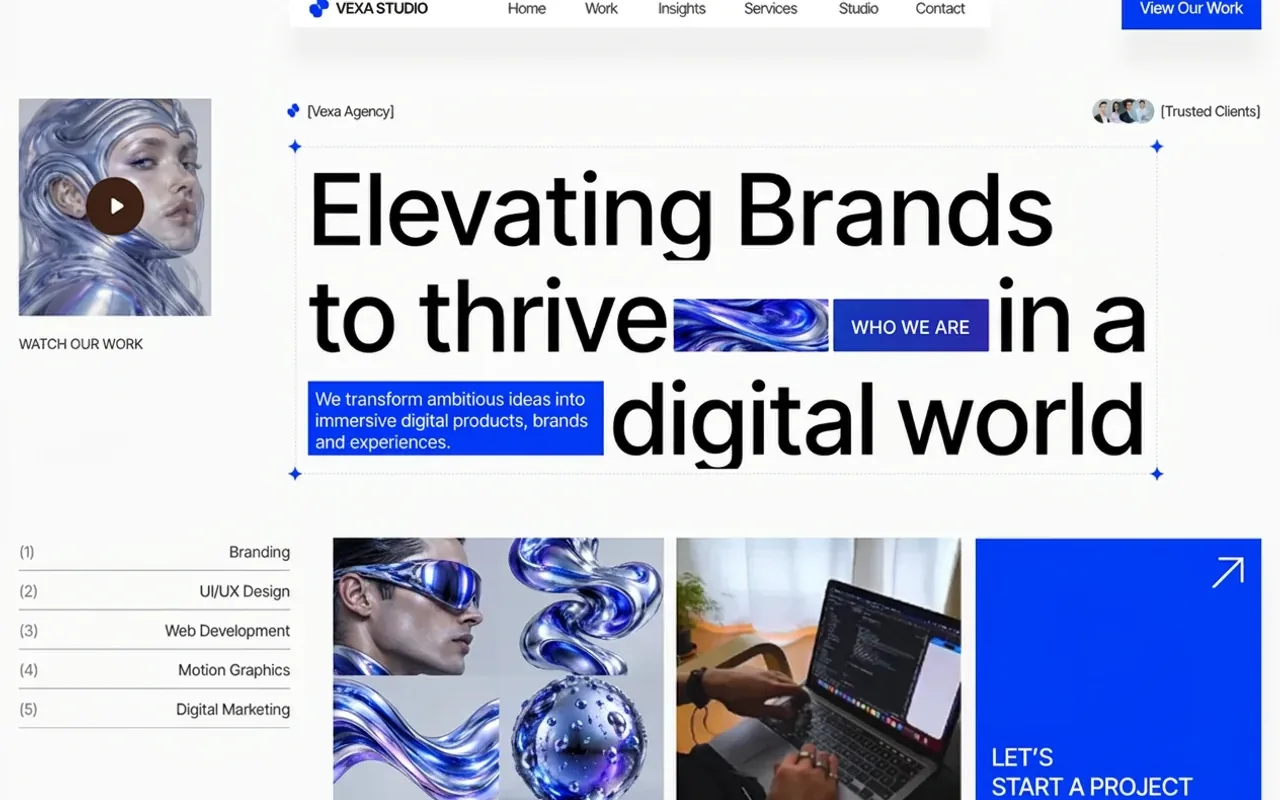 VEXA STUDIO
Home
Work
Insights
Services
Studio
Contact
View Our Work
[Vexa Agency]
[Trusted Clients]
Elevating Brands
to thrive
WHO WE ARE
in a
We transform ambitious ideas into
immersive digital products, brands
and experiences.
digital world
WATCH OUR WORK
(1) Branding
(2) UI/UX Design
(3) Web Development
(4) Motion Graphics
(5) Digital Marketing
LET’S
START A PROJECT